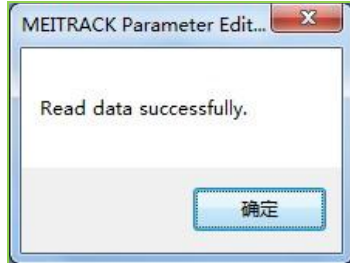 MEITRACK Parameter Edit...
Read data successfully.
确定